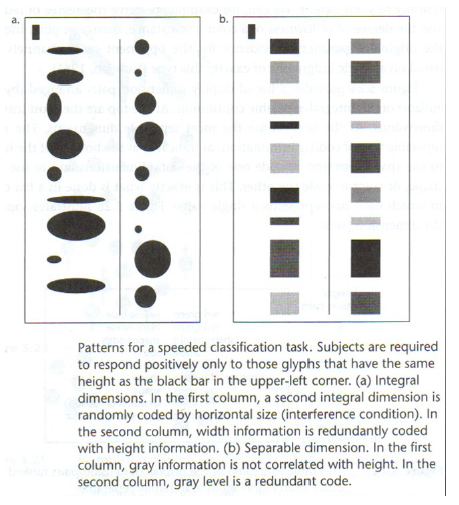 a.
b.
Patterns for a speeded classification task. Subjects are required
to respond positively only to those glyphs that have the same
height as the black bar in the upper-left corner. (a) Integral
dimensions. In the first column, a second integral dimension is
randomly coded by horizontal size (interference condition). In
the second column, width information is redundantly coded
with height information. (b) Separable dimension. In the first
column, gray information is not correlated with height. In the
second column, gray level is a redundant code.